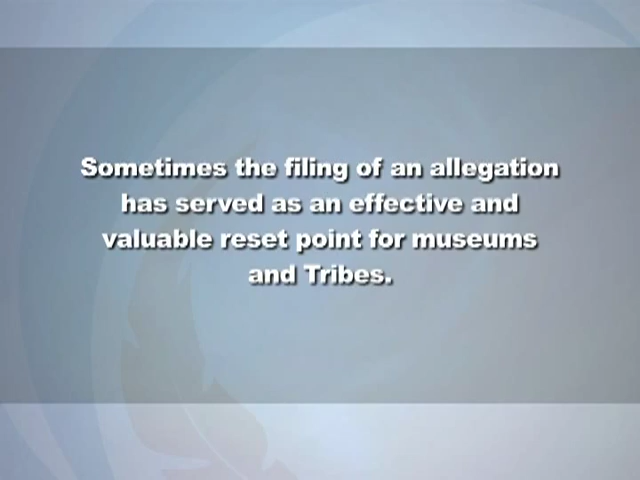 Sometimes the filing of an allegation
has served as an effective and
valuable reset point for museums
and Tribes.